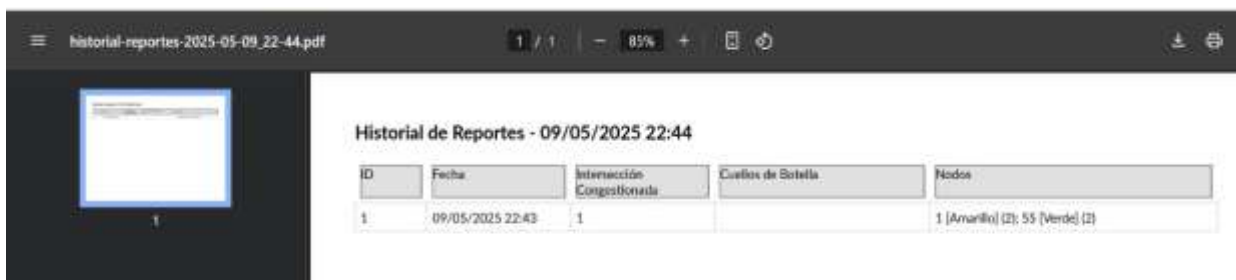 historial-reportes-2025-05-09_22-44.pdf
1 / 1
85%
1
Historial de Reportes - 09/05/2025 22:44
ID Fecha Intersección Congestionada Cuellos de Botella Nodos
1 09/05/2025 22:43 1 1 [Amarillo] (2); 55 [Verde] (2)